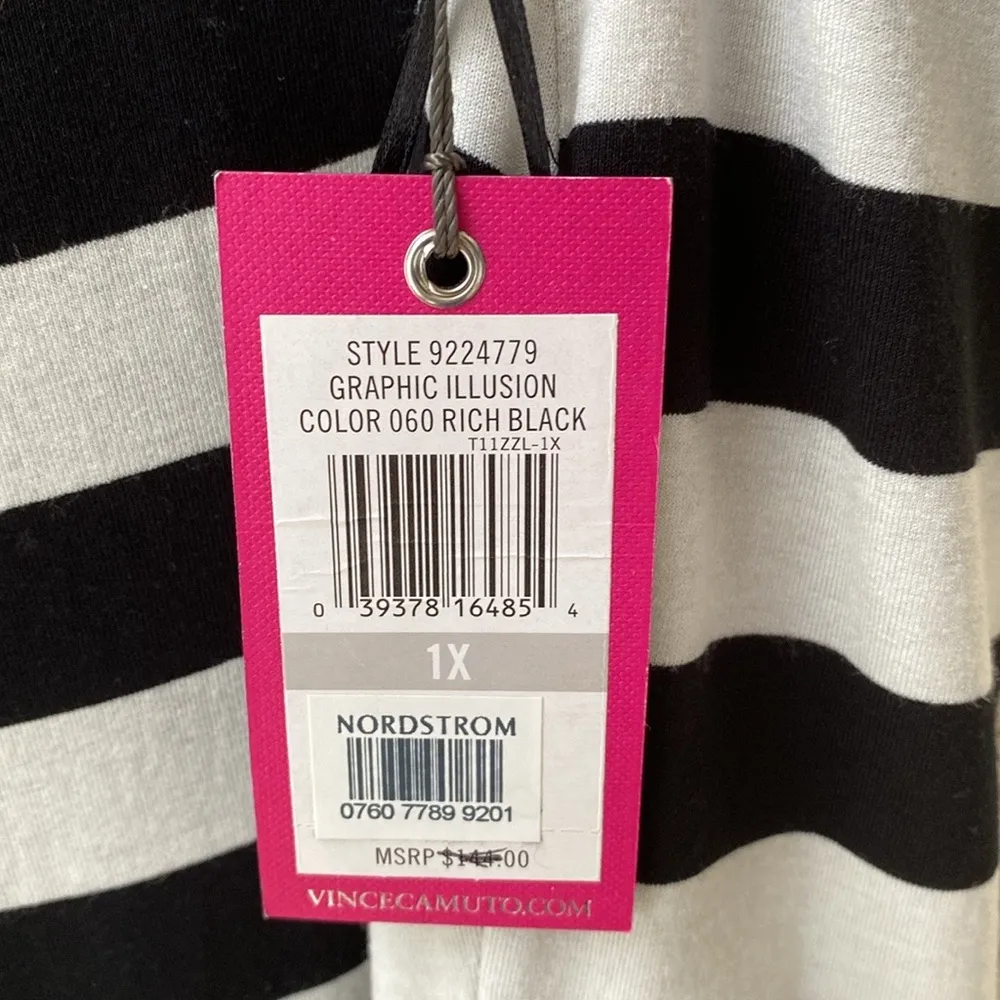 STYLE 9224779
GRAPHIC ILLUSION
COLOR 060 RICH BLACK
T11ZZL-1X
0 39378 16485 4
1X
NORDSTROM
0760 7789 9201
MSRP $144.00
VINCECAMUTO.COM